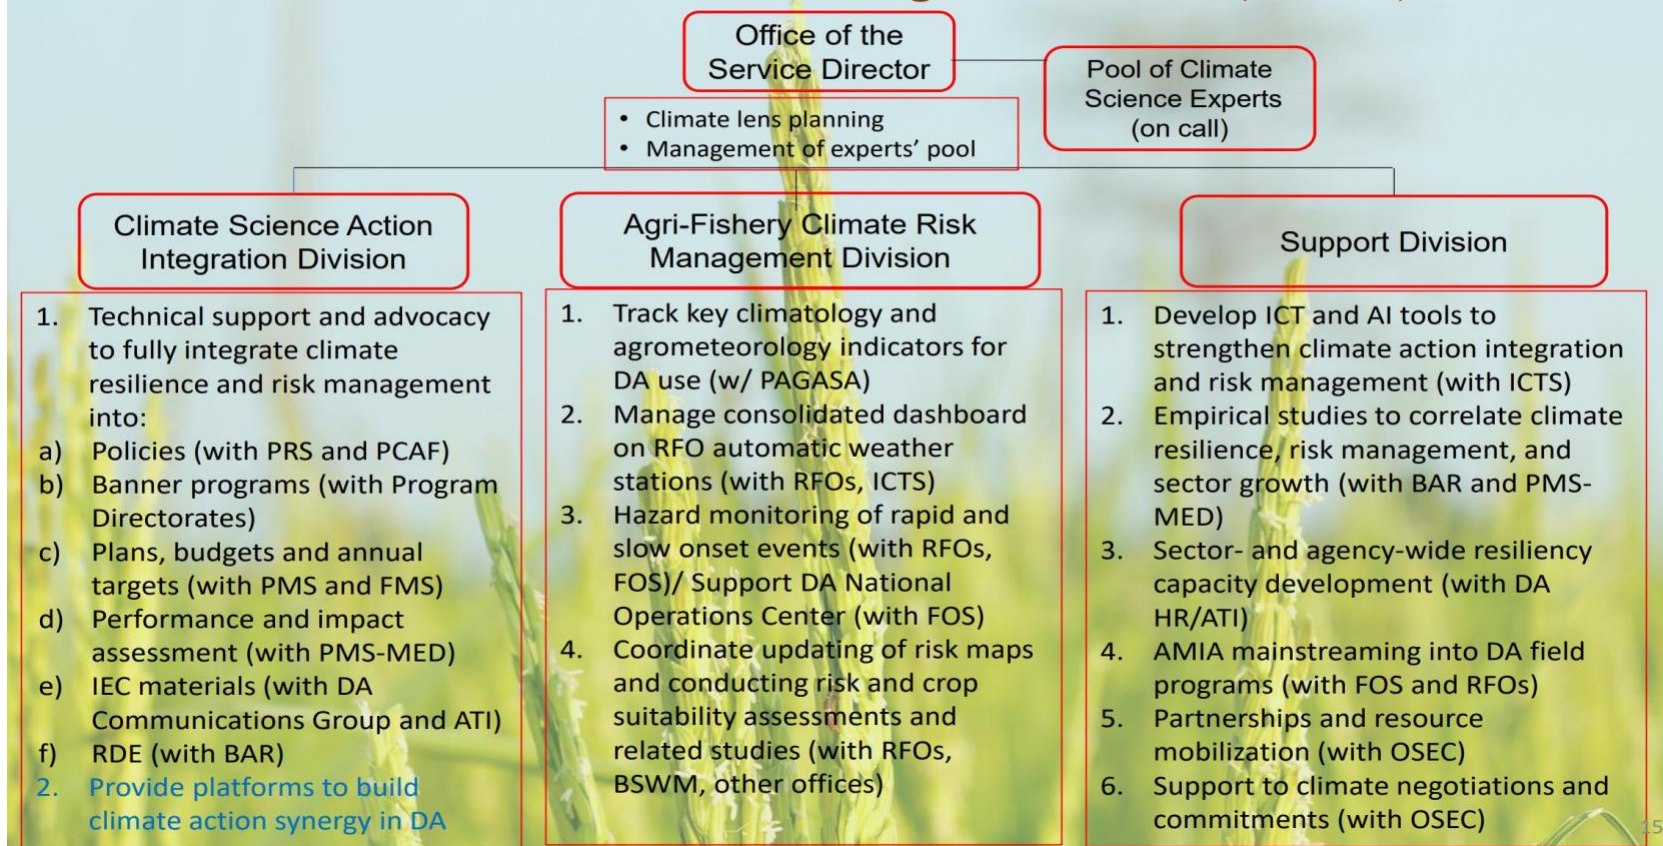 Office of the
Service Director
Pool of Climate
Science Experts
(on call)
• Climate lens planning
• Management of experts' pool
Climate Science Action
Integration Division
1. Technical support and advocacy
to fully integrate climate
resilience and risk management
into:
a) Policies (with PRS and PCAF)
b) Banner programs (with Program
Directorates)
c) Plans, budgets and annual
targets (with PMS and FMS)
d) Performance and impact
assessment (with PMS-MED)
e) IEC materials (with DA
Communications Group and ATI)
f) RDE (with BAR)
2. Provide platforms to build
climate action synergy in DA
Agri-Fishery Climate Risk
Management Division
1. Track key climatology and
agrometeorology indicators for
DA use (w/ PAGASA)
2. Manage consolidated dashboard
on RFO automatic weather
stations (with RFOs, ICTS)
3. Hazard monitoring of rapid and
slow onset events (with RFOs,
FOS)/ Support DA National
Operations Center (with FOS)
4. Coordinate updating of risk maps
and conducting risk and crop
suitability assessments and
related studies (with RFOs,
BSWM, other offices)
Support Division
1. Develop ICT and AI tools to
strengthen climate action integration
and risk management (with ICTS)
2. Empirical studies to correlate climate
resilience, risk management, and
sector growth (with BAR and PMS-
MED)
3. Sector- and agency-wide resiliency
capacity development (with DA
HR/ATI)
4. AMIA mainstreaming into DA field
programs (with FOS and RFOs)
5. Partnerships and resource
mobilization (with OSEC)
6. Support to climate negotiations and
commitments (with OSEC)
15